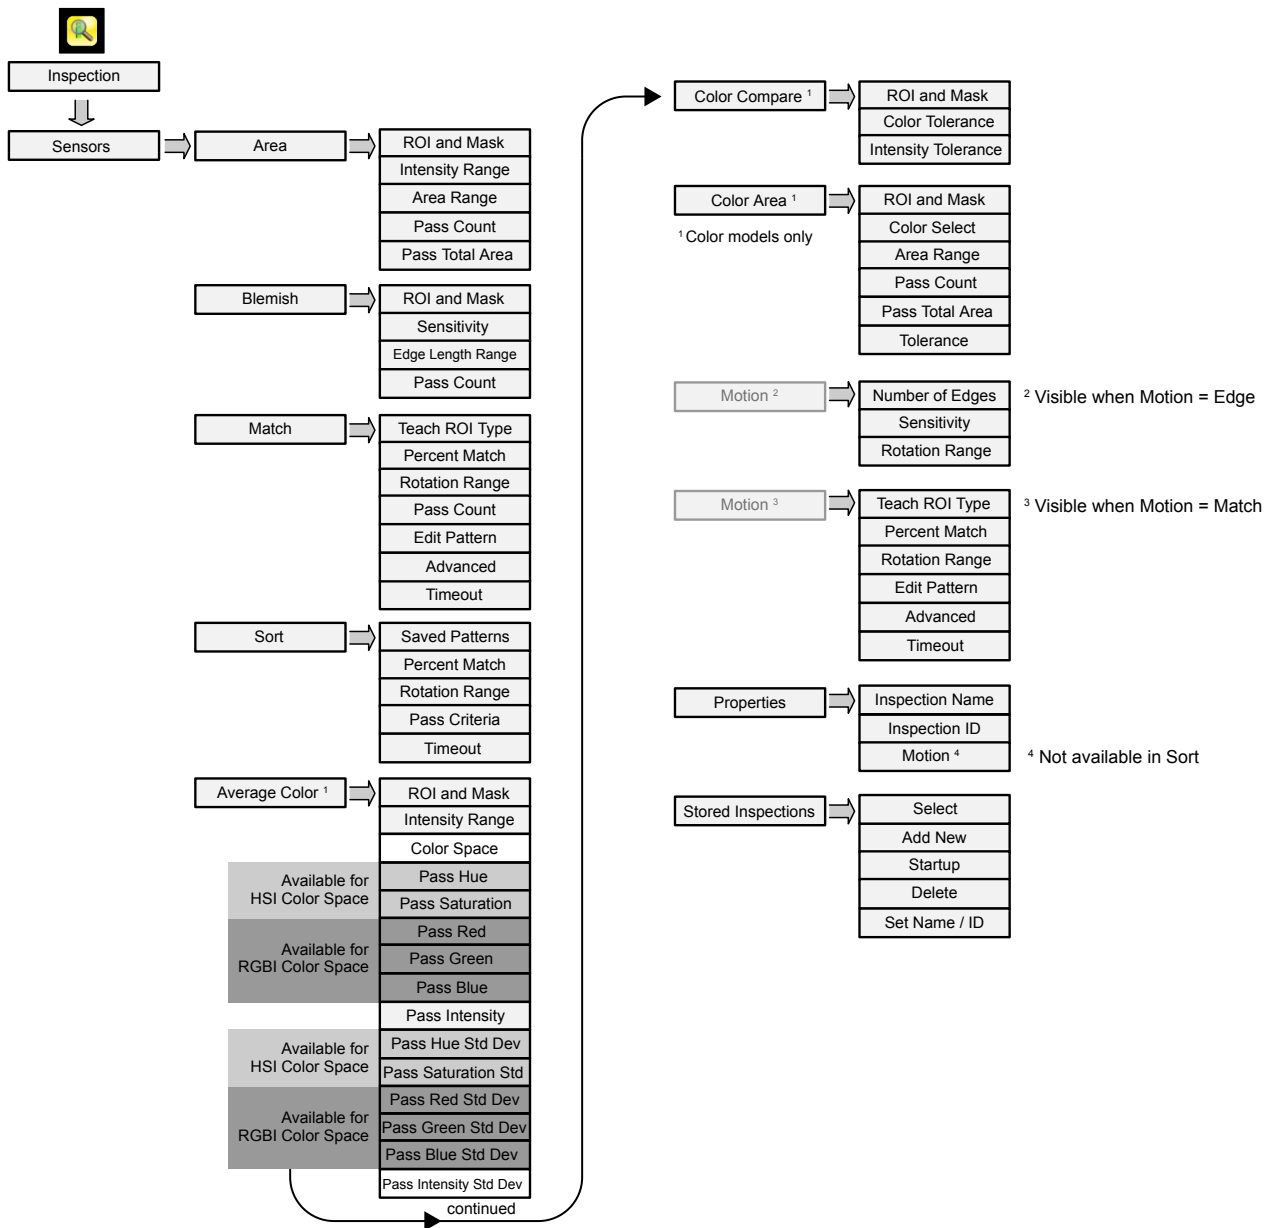 Inspection
Sensors
Area
ROI and Mask
Intensity Range
Area Range
Pass Count
Pass Total Area
Blemish
ROI and Mask
Sensitivity
Edge Length Range
Pass Count
Match
Teach ROI Type
Percent Match
Rotation Range
Pass Count
Edit Pattern
Advanced
Timeout
Sort
Saved Patterns
Percent Match
Rotation Range
Pass Criteria
Timeout
Average Color ¹
ROI and Mask
Intensity Range
Color Space
Available for
HSI Color Space
Pass Hue
Pass Saturation
Available for
RGBI Color Space
Pass Red
Pass Green
Pass Blue
Pass Intensity
Available for
HSI Color Space
Pass Hue Std Dev
Pass Saturation Std
Available for
RGBI Color Space
Pass Red Std Dev
Pass Green Std Dev
Pass Blue Std Dev
Pass Intensity Std Dev
continued
Color Compare ¹
ROI and Mask
Color Tolerance
Intensity Tolerance
Color Area ¹
¹ Color models only
ROI and Mask
Color Select
Area Range
Pass Count
Pass Total Area
Tolerance
Motion ²
Number of Edges
Sensitivity
Rotation Range
² Visible when Motion = Edge
Motion ³
Teach ROI Type
Percent Match
Rotation Range
Edit Pattern
Advanced
Timeout
³ Visible when Motion = Match
Properties
Inspection Name
Inspection ID
Motion ⁴
⁴ Not available in Sort
Stored Inspections
Select
Add New
Startup
Delete
Set Name / ID